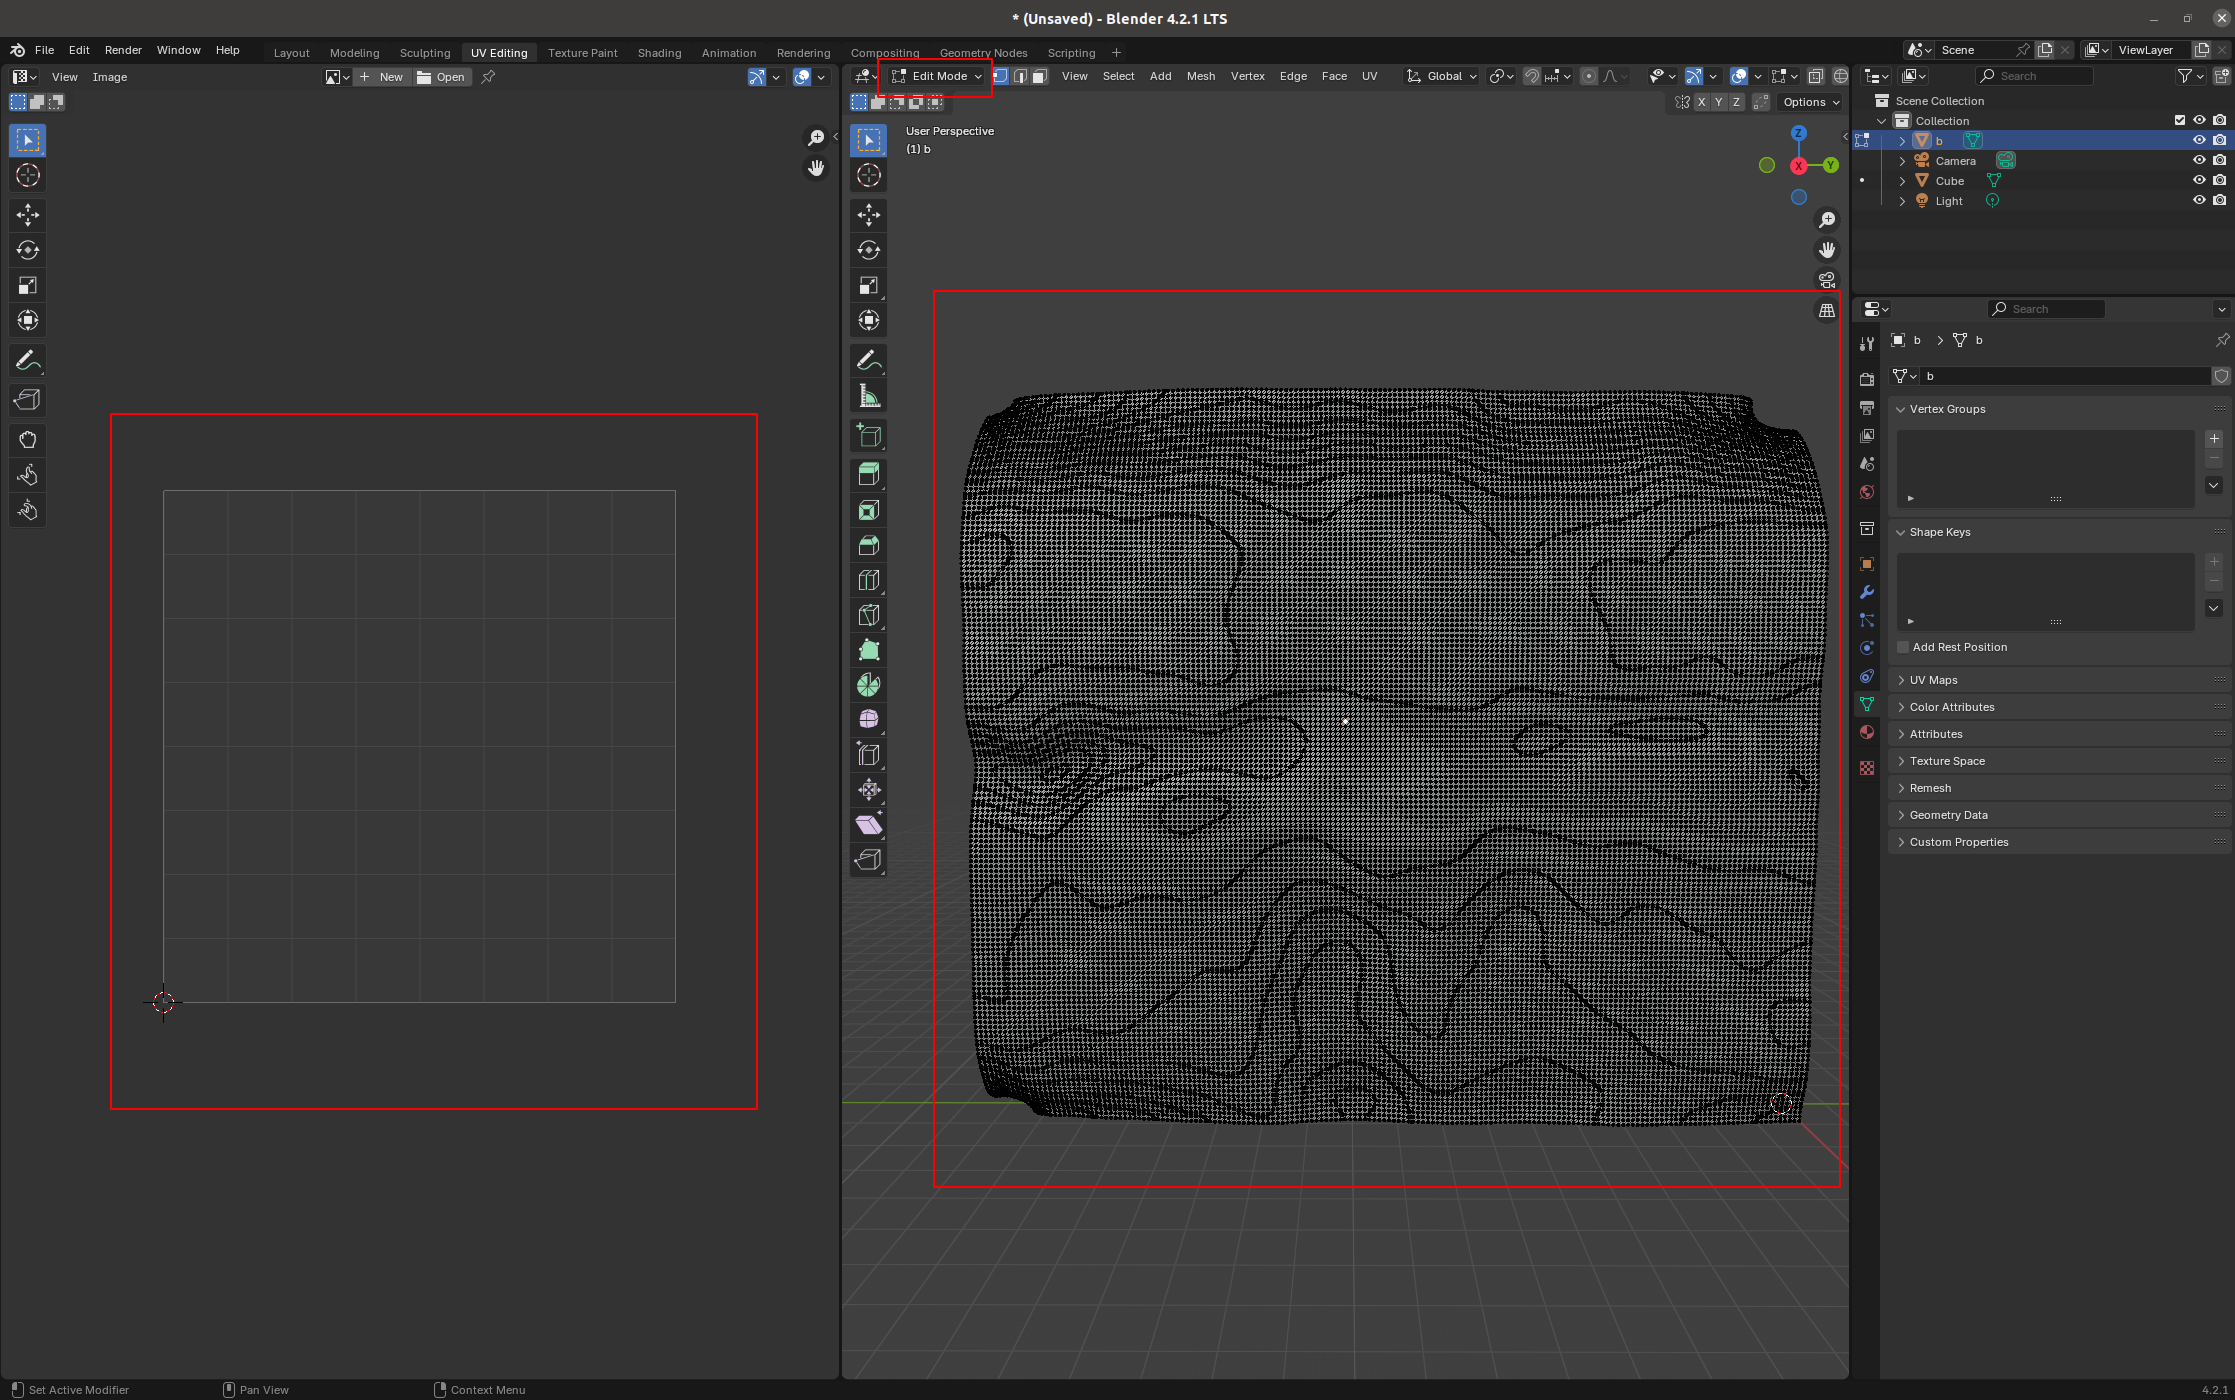 * (Unsaved) - Blender 4.2.1 LTS
File Edit Render Window Help
Layout Modeling Sculpting UV Editing Texture Paint Shading Animation Rendering Compositing Geometry Nodes Scripting +
Scene
ViewLayer
View Image
New
Open
Edit Mode
View Select Add Mesh Vertex Edge Face UV
Global
X Y Z
Options
User Perspective
(1) b
Z
X
Y
Search
Scene Collection
Collection
b
Camera
Cube
Light
Search
b > b
b
Vertex Groups
Shape Keys
Add Rest Position
UV Maps
Color Attributes
Attributes
Texture Space
Remesh
Geometry Data
Custom Properties
Set Active Modifier
Pan View
Context Menu
4.2.1